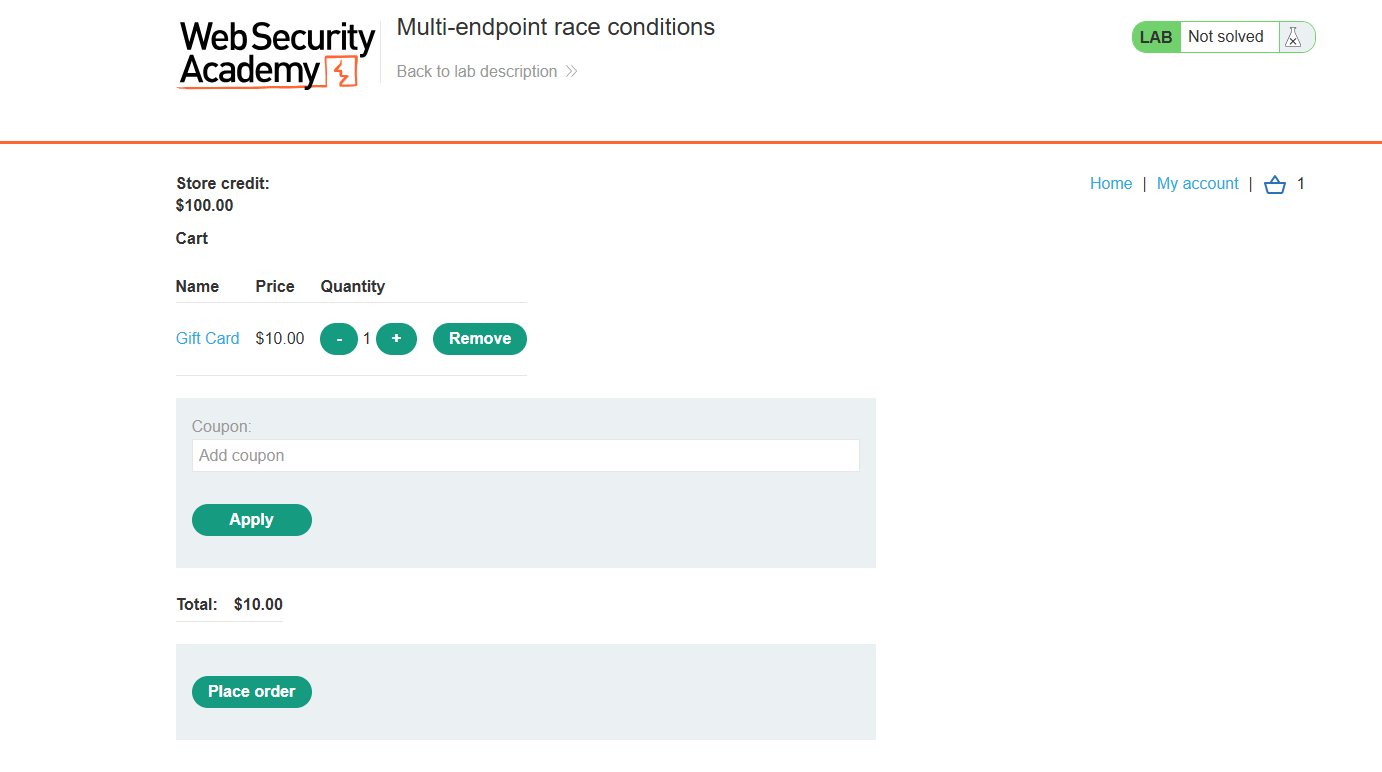 Web Security
Academy
Multi-endpoint race conditions
Back to lab description
LAB Not solved
Store credit:
$100.00
Home | My account | 1
Cart
Name Price Quantity
Gift Card $10.00 - 1 + Remove
Coupon:
Add coupon
Apply
Total: $10.00
Place order